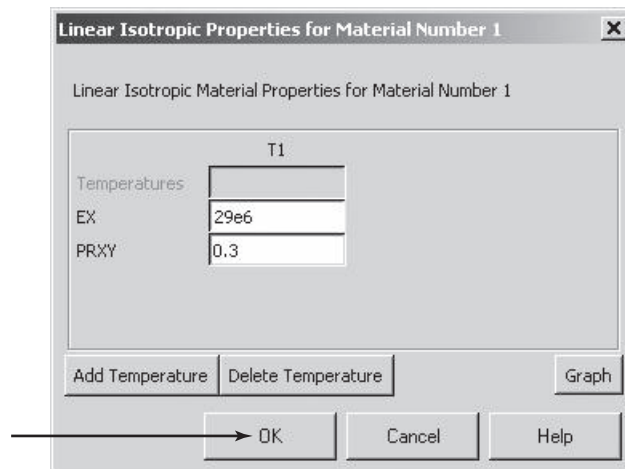 Linear Isotropic Properties for Material Number 1
Linear Isotropic Material Properties for Material Number 1
T1
Temperatures
EX 29e6
PRXY 0.3
Add Temperature Delete Temperature Graph
OK Cancel Help